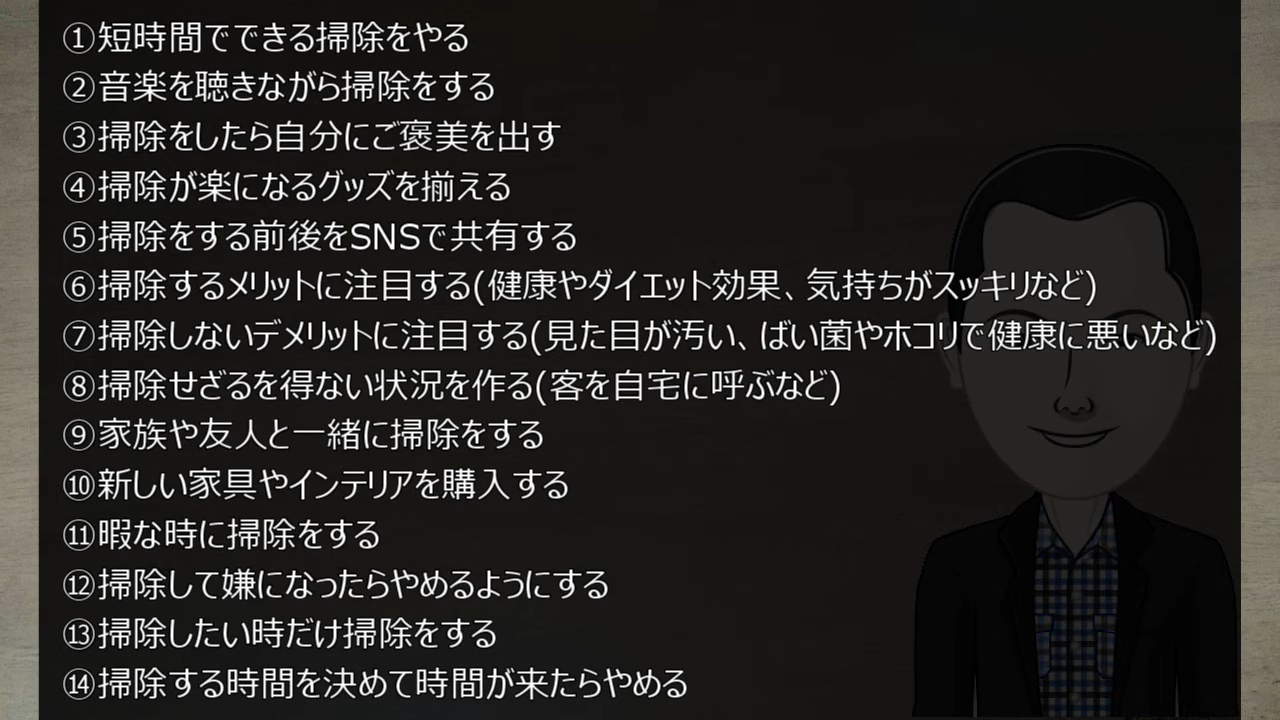 ①短時間でできる掃除をやる
②音楽を聴きながら掃除をする
③掃除をしたら自分にご褒美を出す
④掃除が楽になるグッズを揃える
⑤掃除をする前後をSNSで共有する
⑥掃除するメリットに注目する(健康やダイエット効果、気持ちがスッキリなど)
⑦掃除しないデメリットに注目する(見た目が汚い、ばい菌やホコリで健康に悪いなど)
⑧掃除せざるを得ない状況を作る(客を自宅に呼ぶなど)
⑨家族や友人と一緒に掃除をする
⑩新しい家具やインテリアを購入する
⑪暇な時に掃除をする
⑫掃除して嫌になったらやめるようにする
⑬掃除したい時だけ掃除をする
⑭掃除する時間を決めて時間が来たらやめる